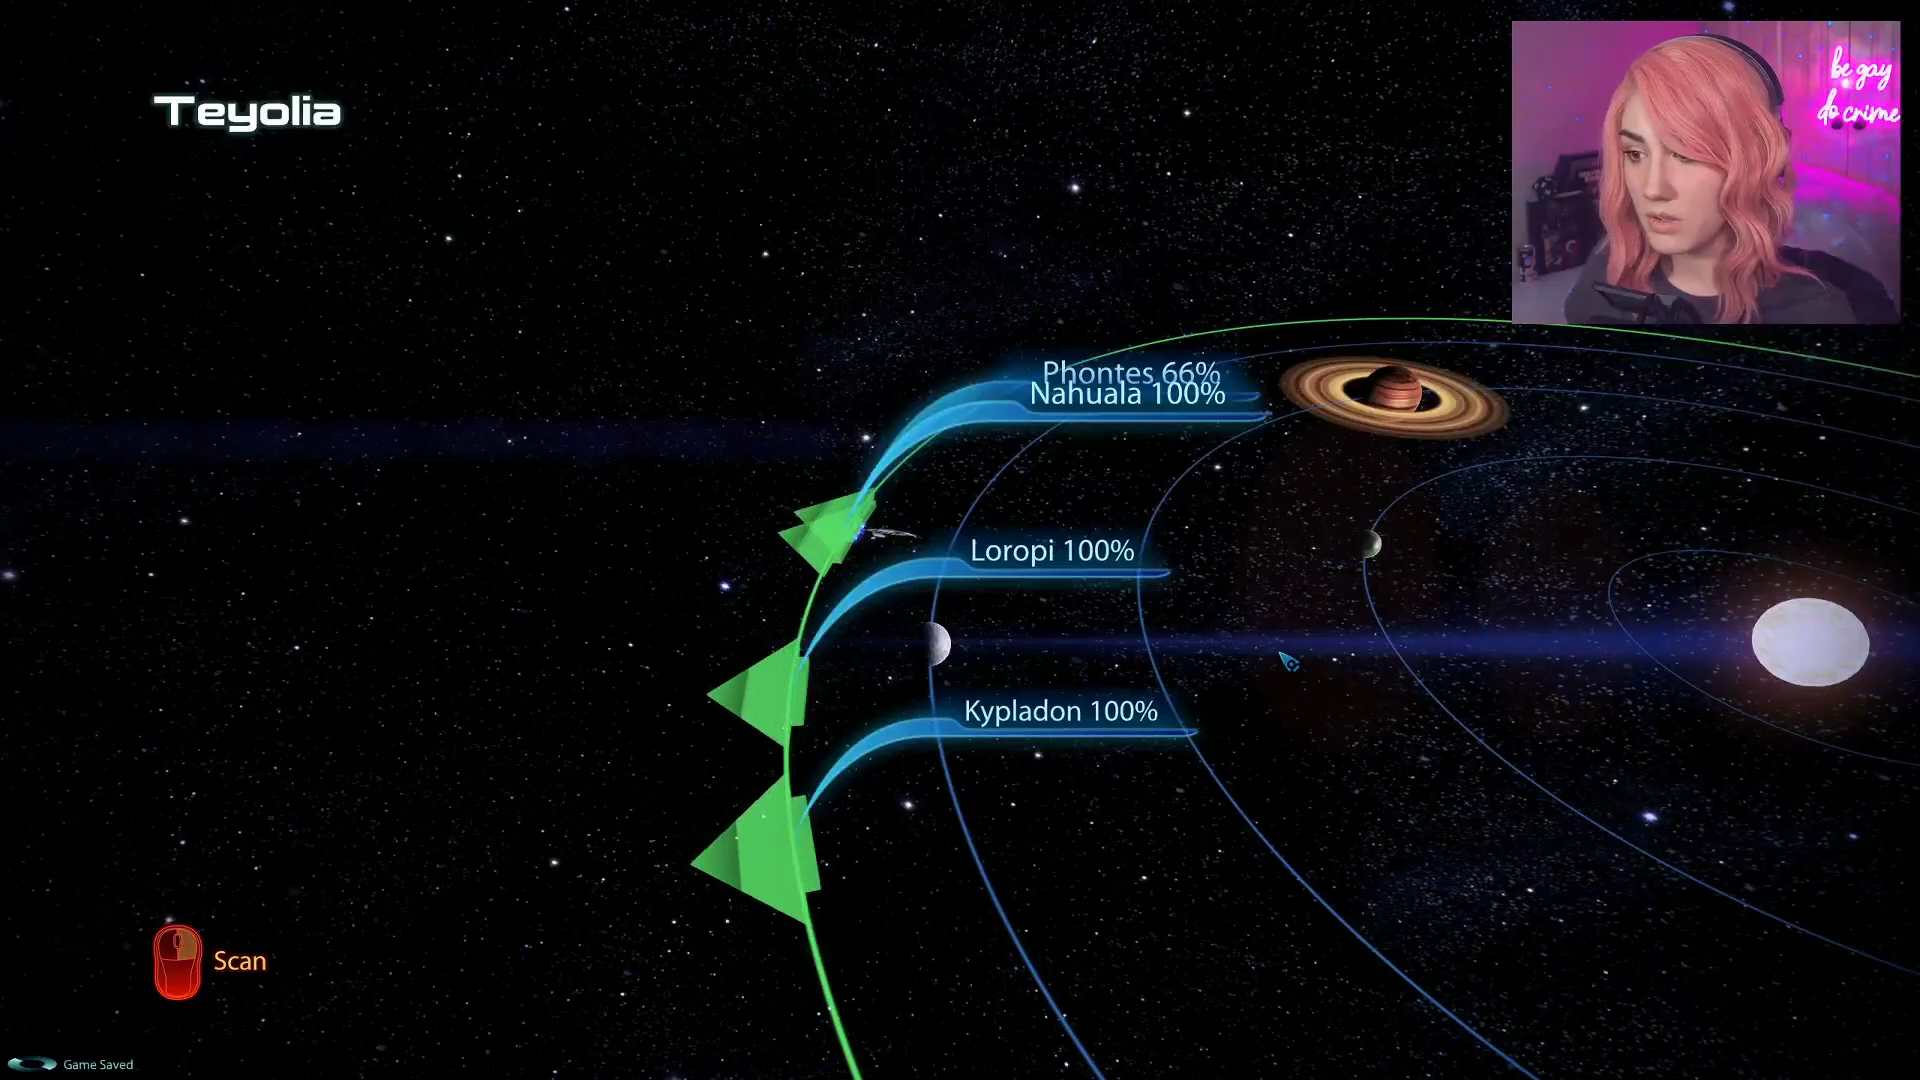 be gay
do crime
Teyolia
Phontes 66%
Nahuala 100%
Loropi 100%
Kypladon 100%
Scan
Game Saved